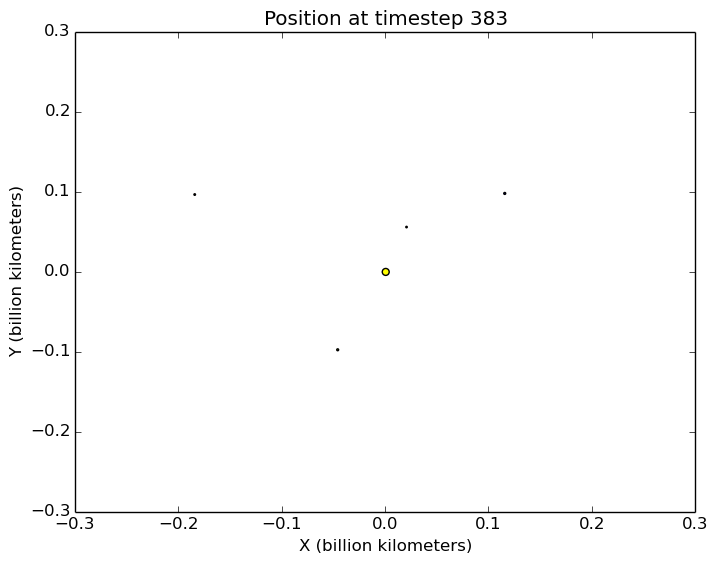 Position at timestep 383
0.3
0.2
0.1
0.0
−0.1
−0.2
−0.3
Y (billion kilometers)
−0.3 −0.2 −0.1 0.0 0.1 0.2 0.3
X (billion kilometers)